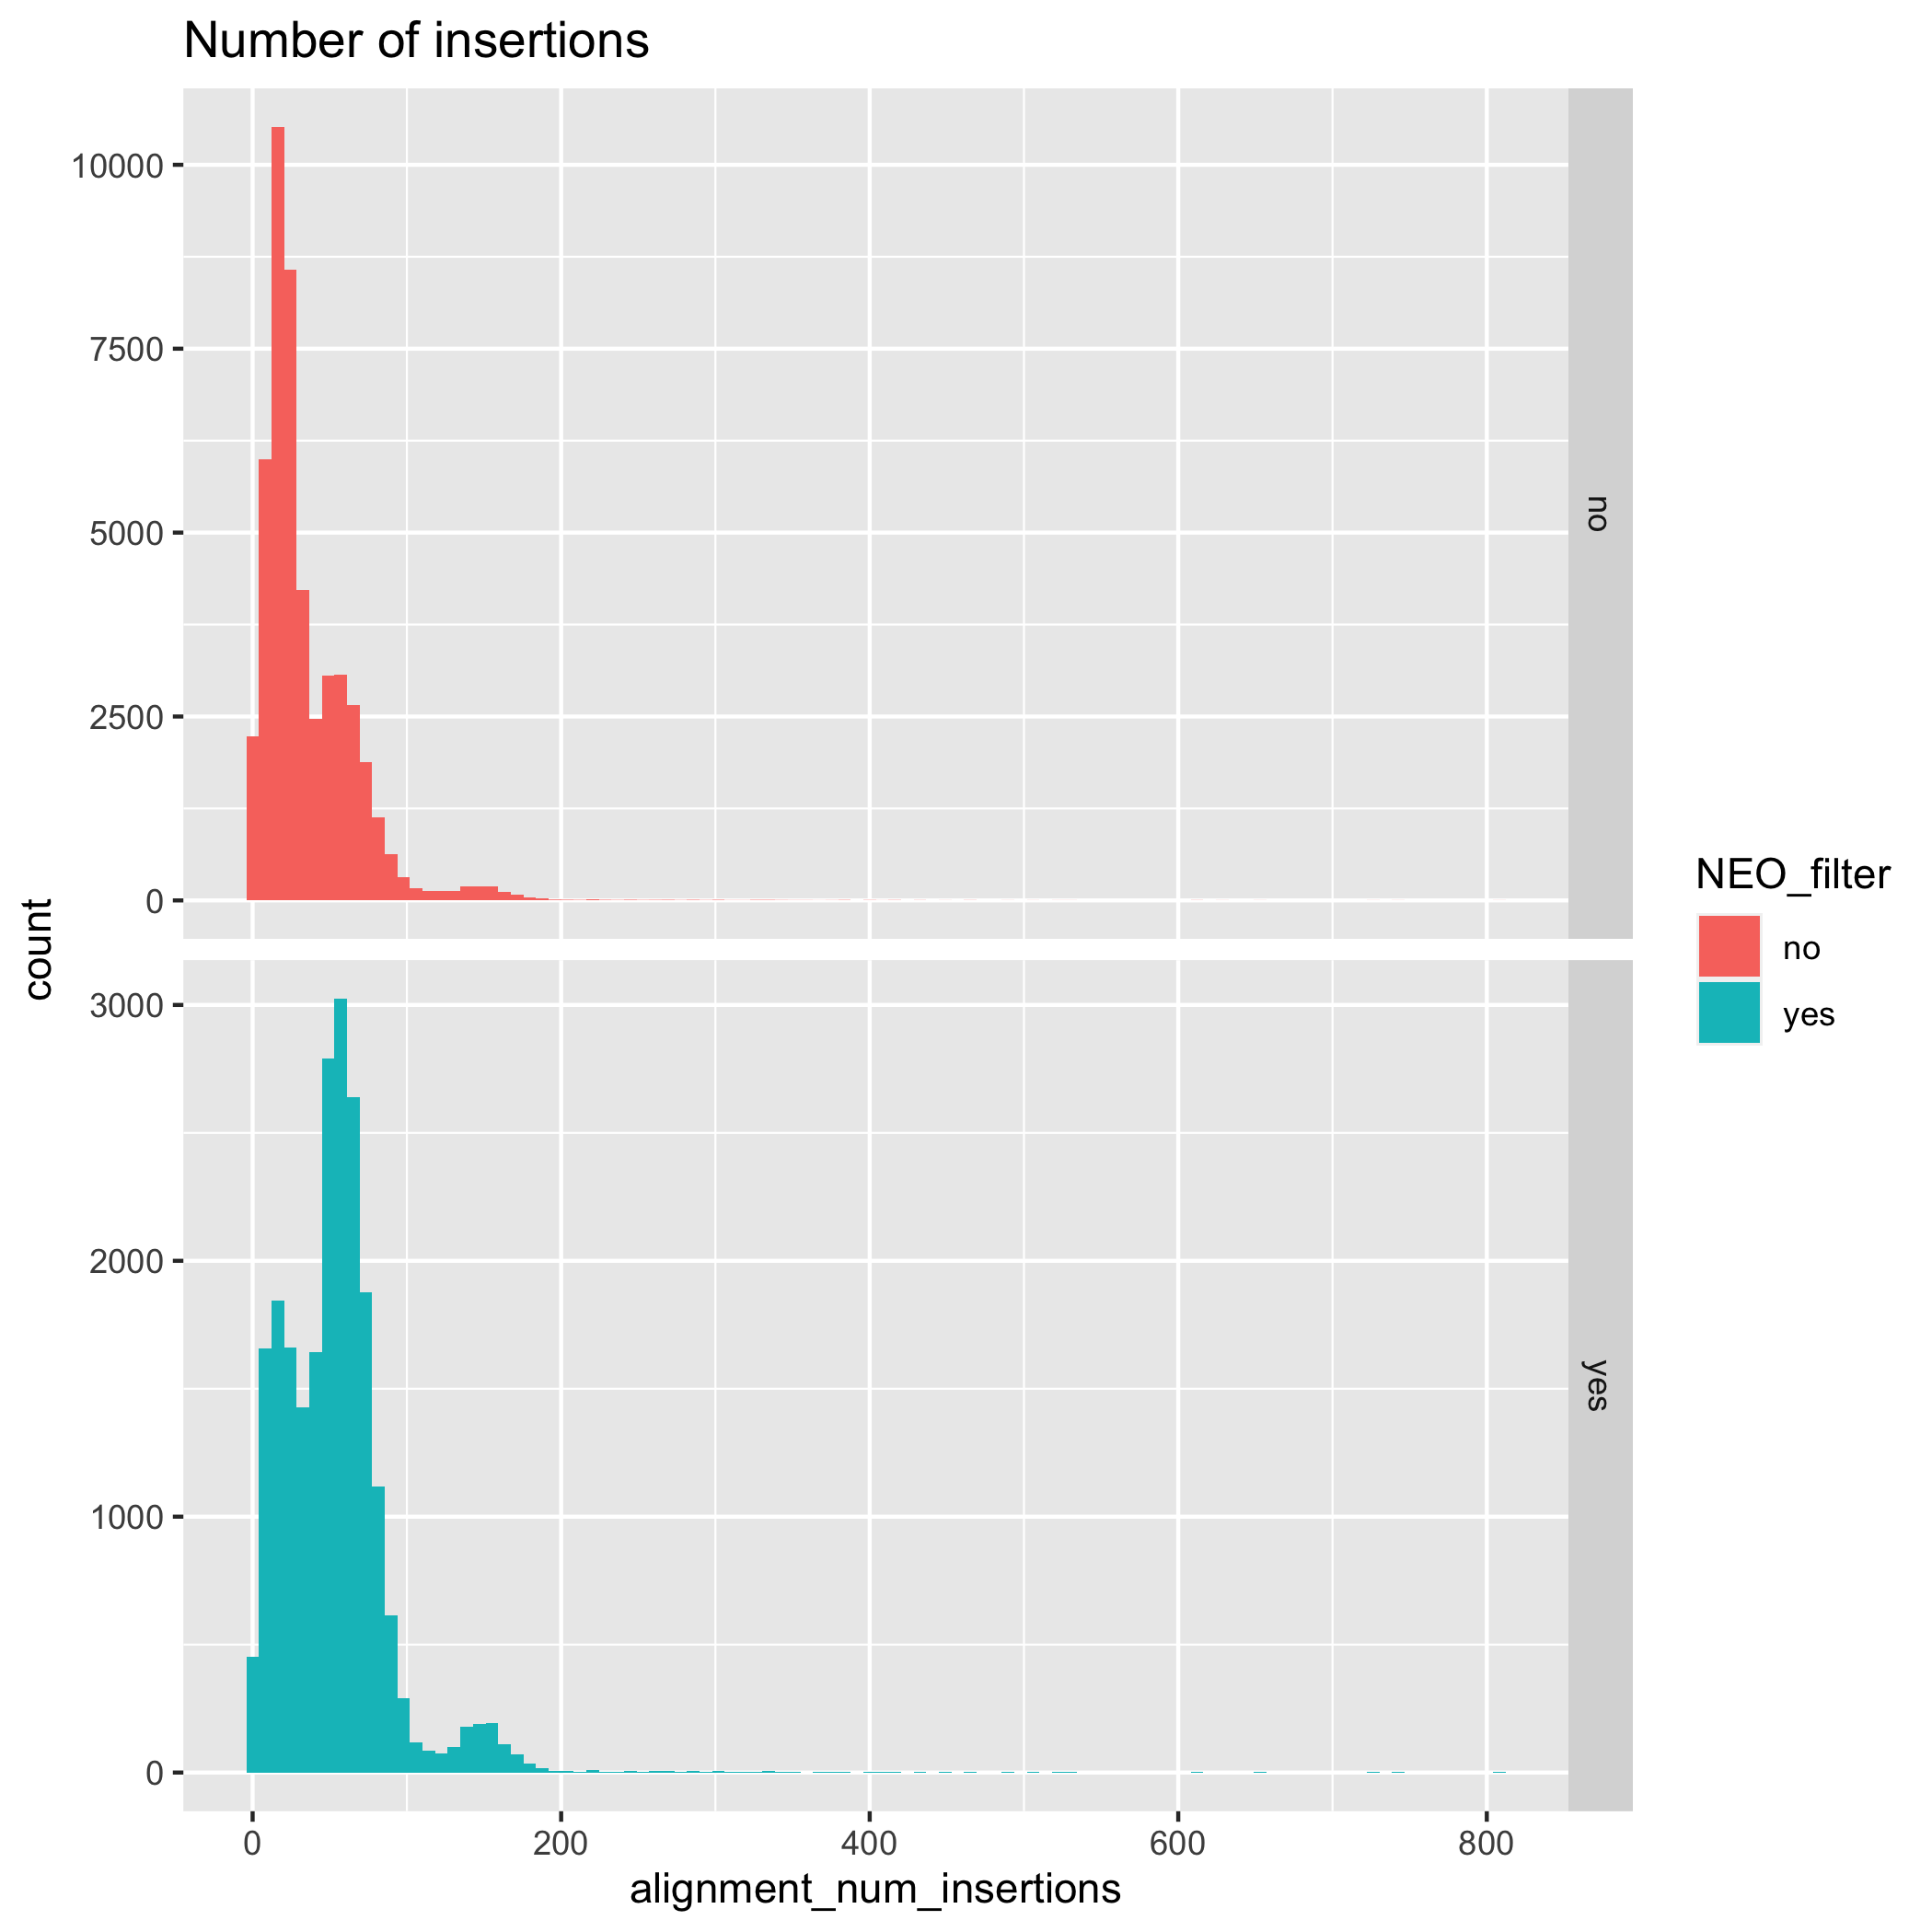 Number of insertions
10000
7500
5000
2500
0
no
count
3000
2000
1000
0
yes
0 200 400 600 800
alignment_num_insertions
NEO_filter
no
yes